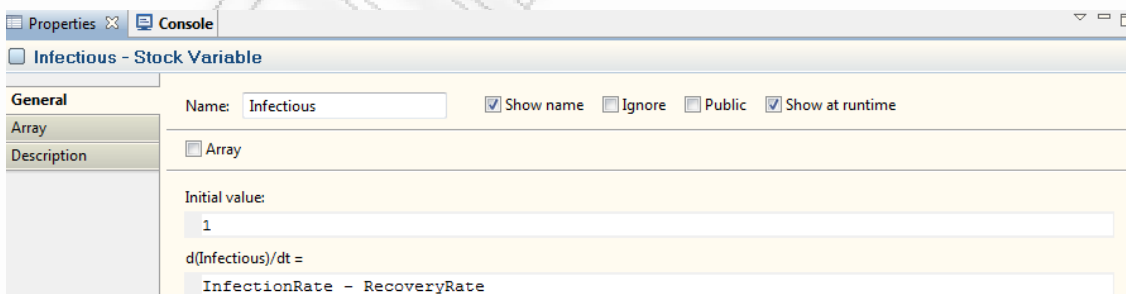 Properties Console
Infectious - Stock Variable
General
Array
Description
Name: Infectious Show name Ignore Public Show at runtime
Array
Initial value:
1
d(Infectious)/dt =
InfectionRate - RecoveryRate